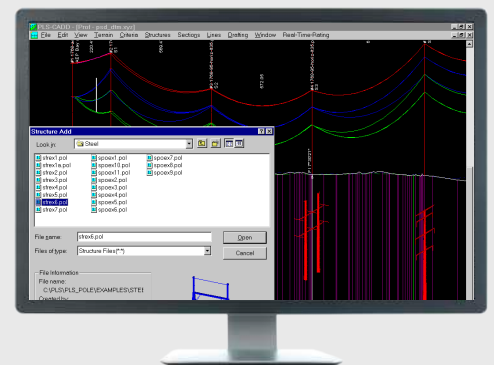 PLS-CADD - [Prof - psd_dtm.xyz]
File Edit View Terrain Criteria Structures Sections Lines Drafting Window Real-Time-Rating
Structure Add
Look in: Steel
strex1.pol spoex1.pol spoex7.pol
strex1a.pol spoex10.pol spoex8.pol
strex2.pol spoex11.pol spoex9.pol
strex3.pol spoex2.pol
strex4.pol spoex3.pol
strex5.pol spoex4.pol
strex6.pol spoex5.pol
strex7.pol spoex6.pol
File name: strex6.pol Open
Files of type: Structure Files(*.*) Cancel
File Information
File name:
C:\PLS\PLS_POLE\EXAMPLES\STEE
Created by: